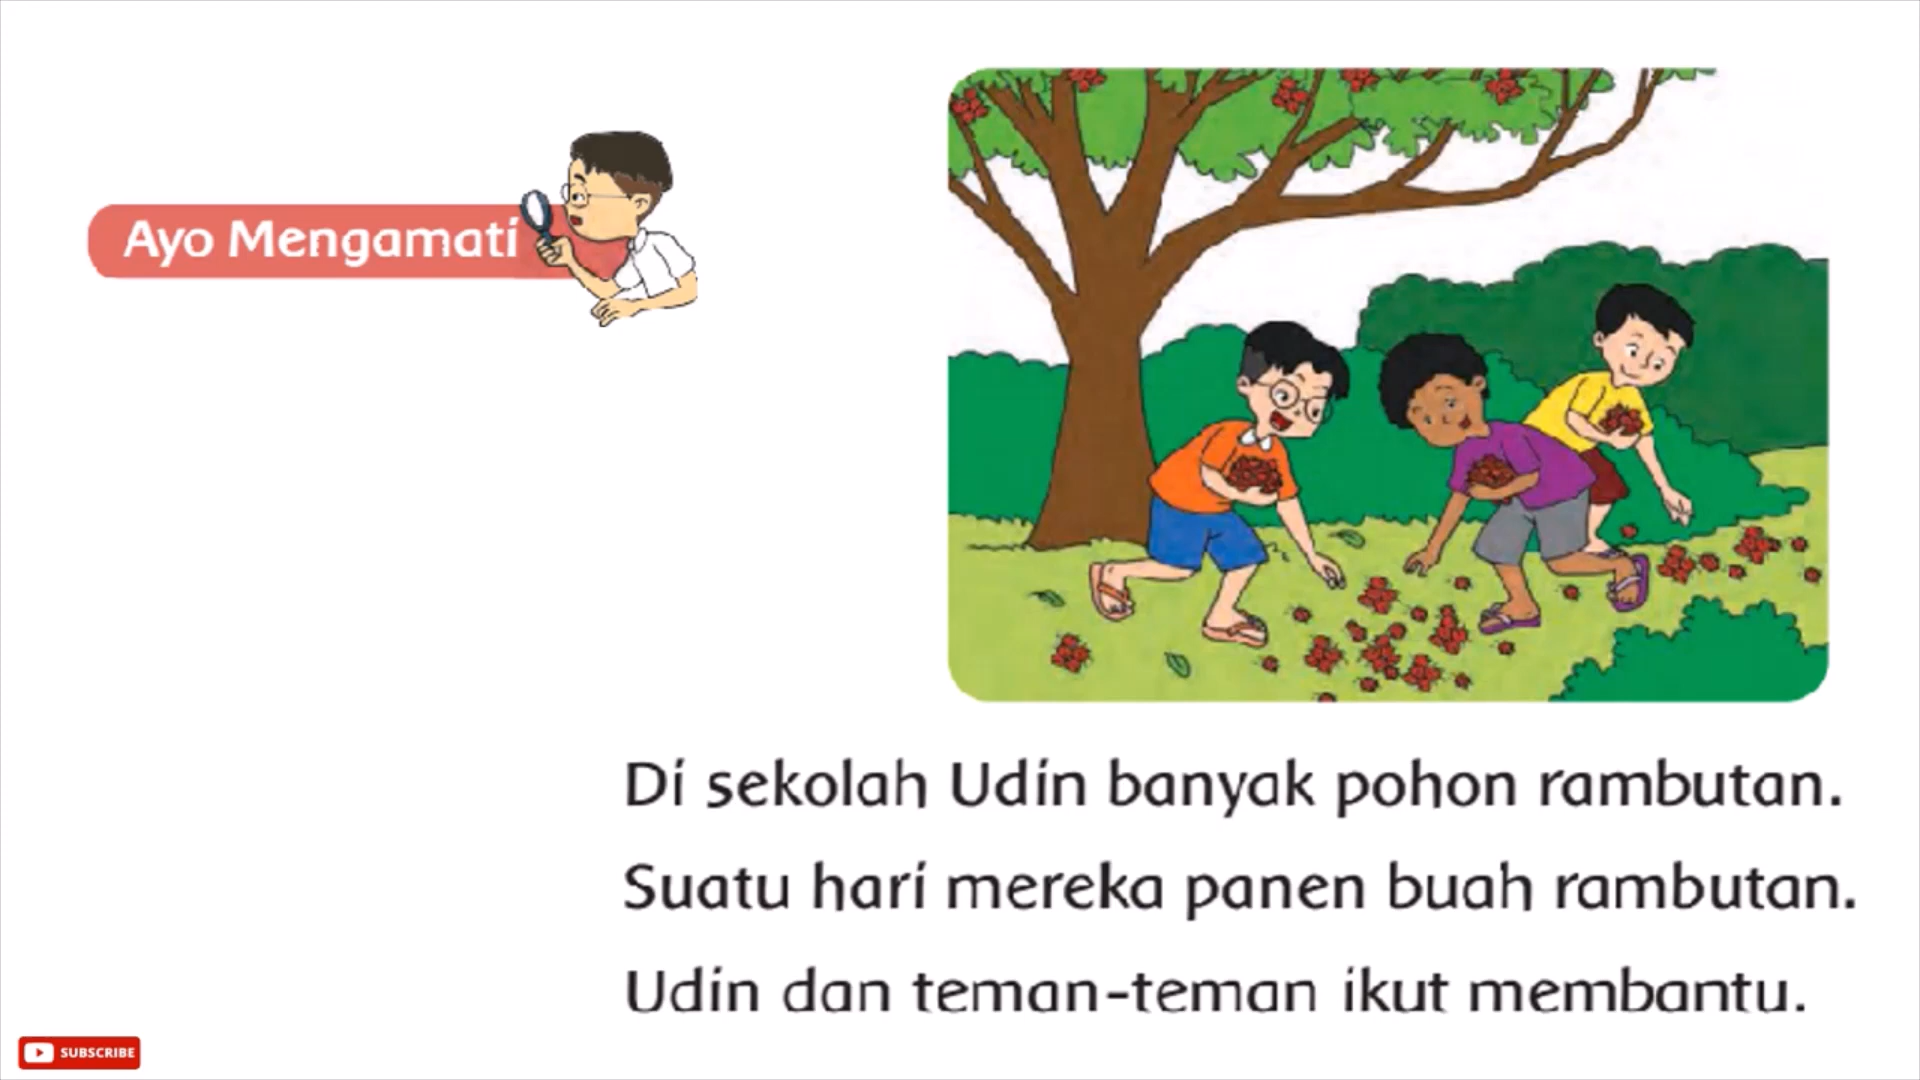 Ayo Mengamati
Di sekolah Udin banyak pohon rambutan.
Suatu hari mereka panen buah rambutan.
Udin dan teman-teman ikut membantu.
SUBSCRIBE